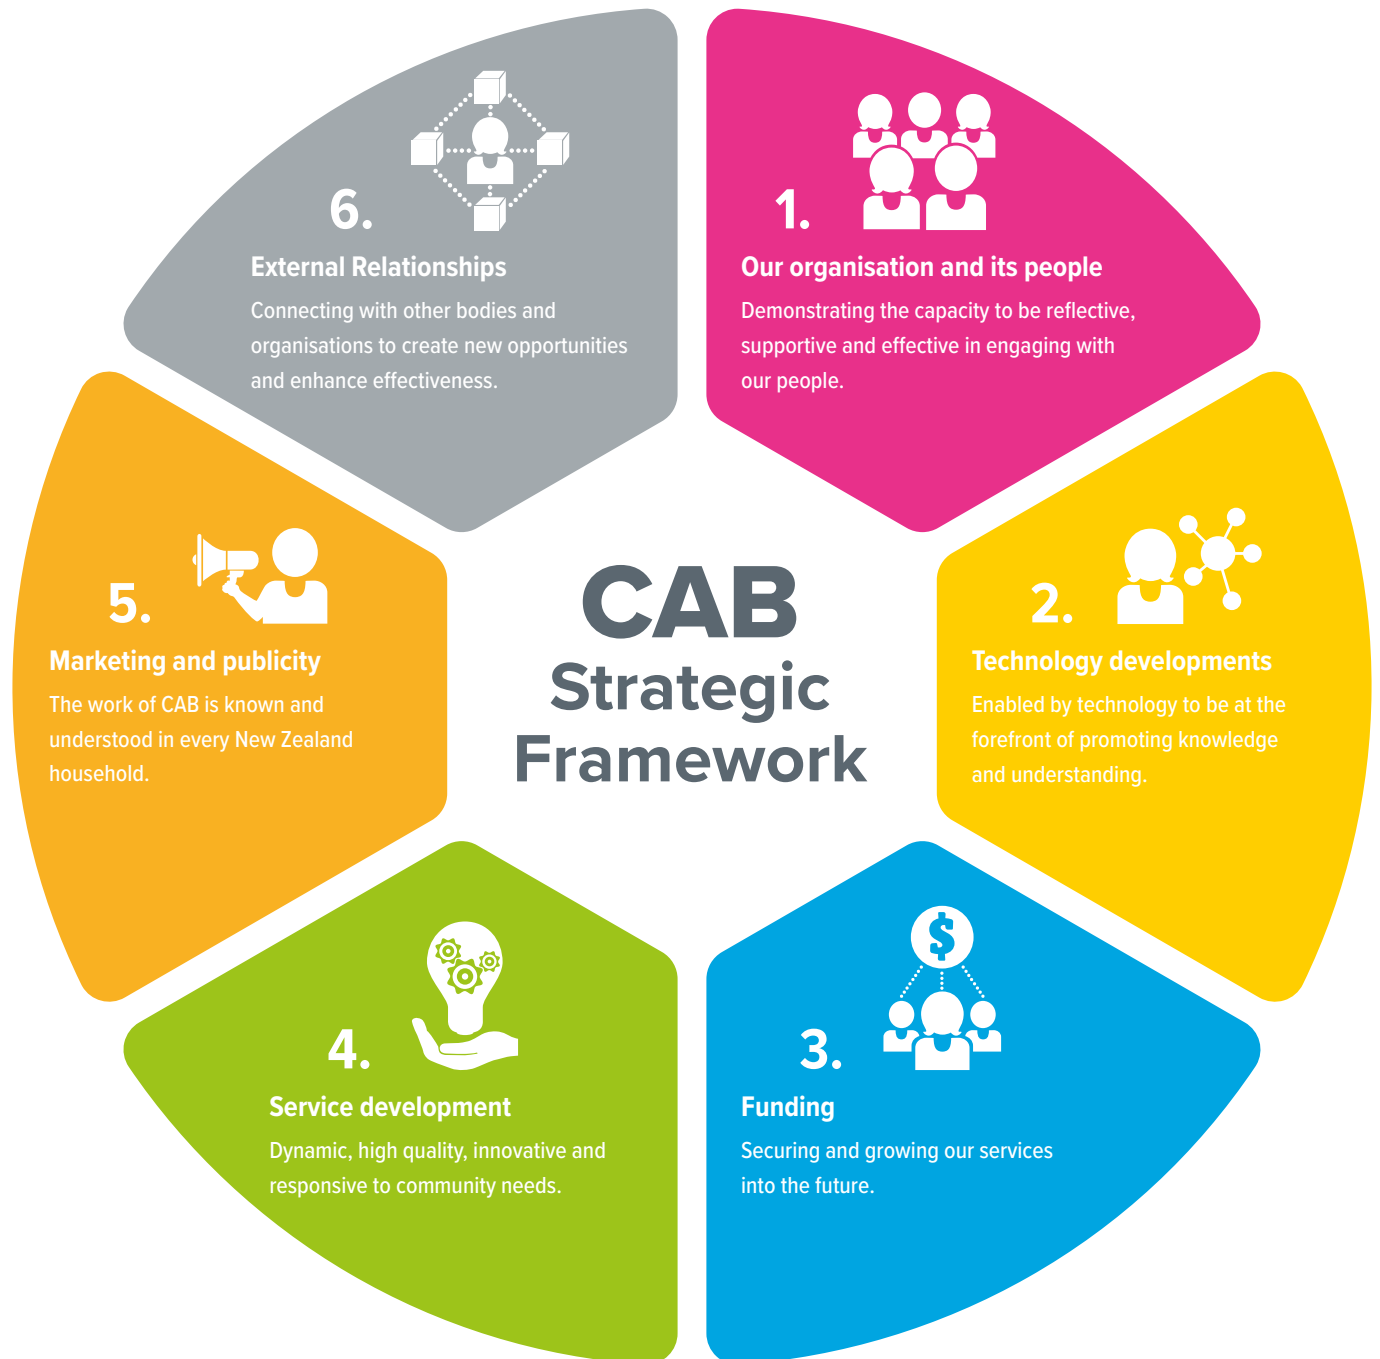 CAB
Strategic
Framework
1.
Our organisation and its people
Demonstrating the capacity to be reflective,
supportive and effective in engaging with
our people.
2.
Technology developments
Enabled by technology to be at the
forefront of promoting knowledge
and understanding.
3.
$
Funding
Securing and growing our services
into the future.
4.
Service development
Dynamic, high quality, innovative and
responsive to community needs.
5.
Marketing and publicity
The work of CAB is known and
understood in every New Zealand
household.
6.
External Relationships
Connecting with other bodies and
organisations to create new opportunities
and enhance effectiveness.